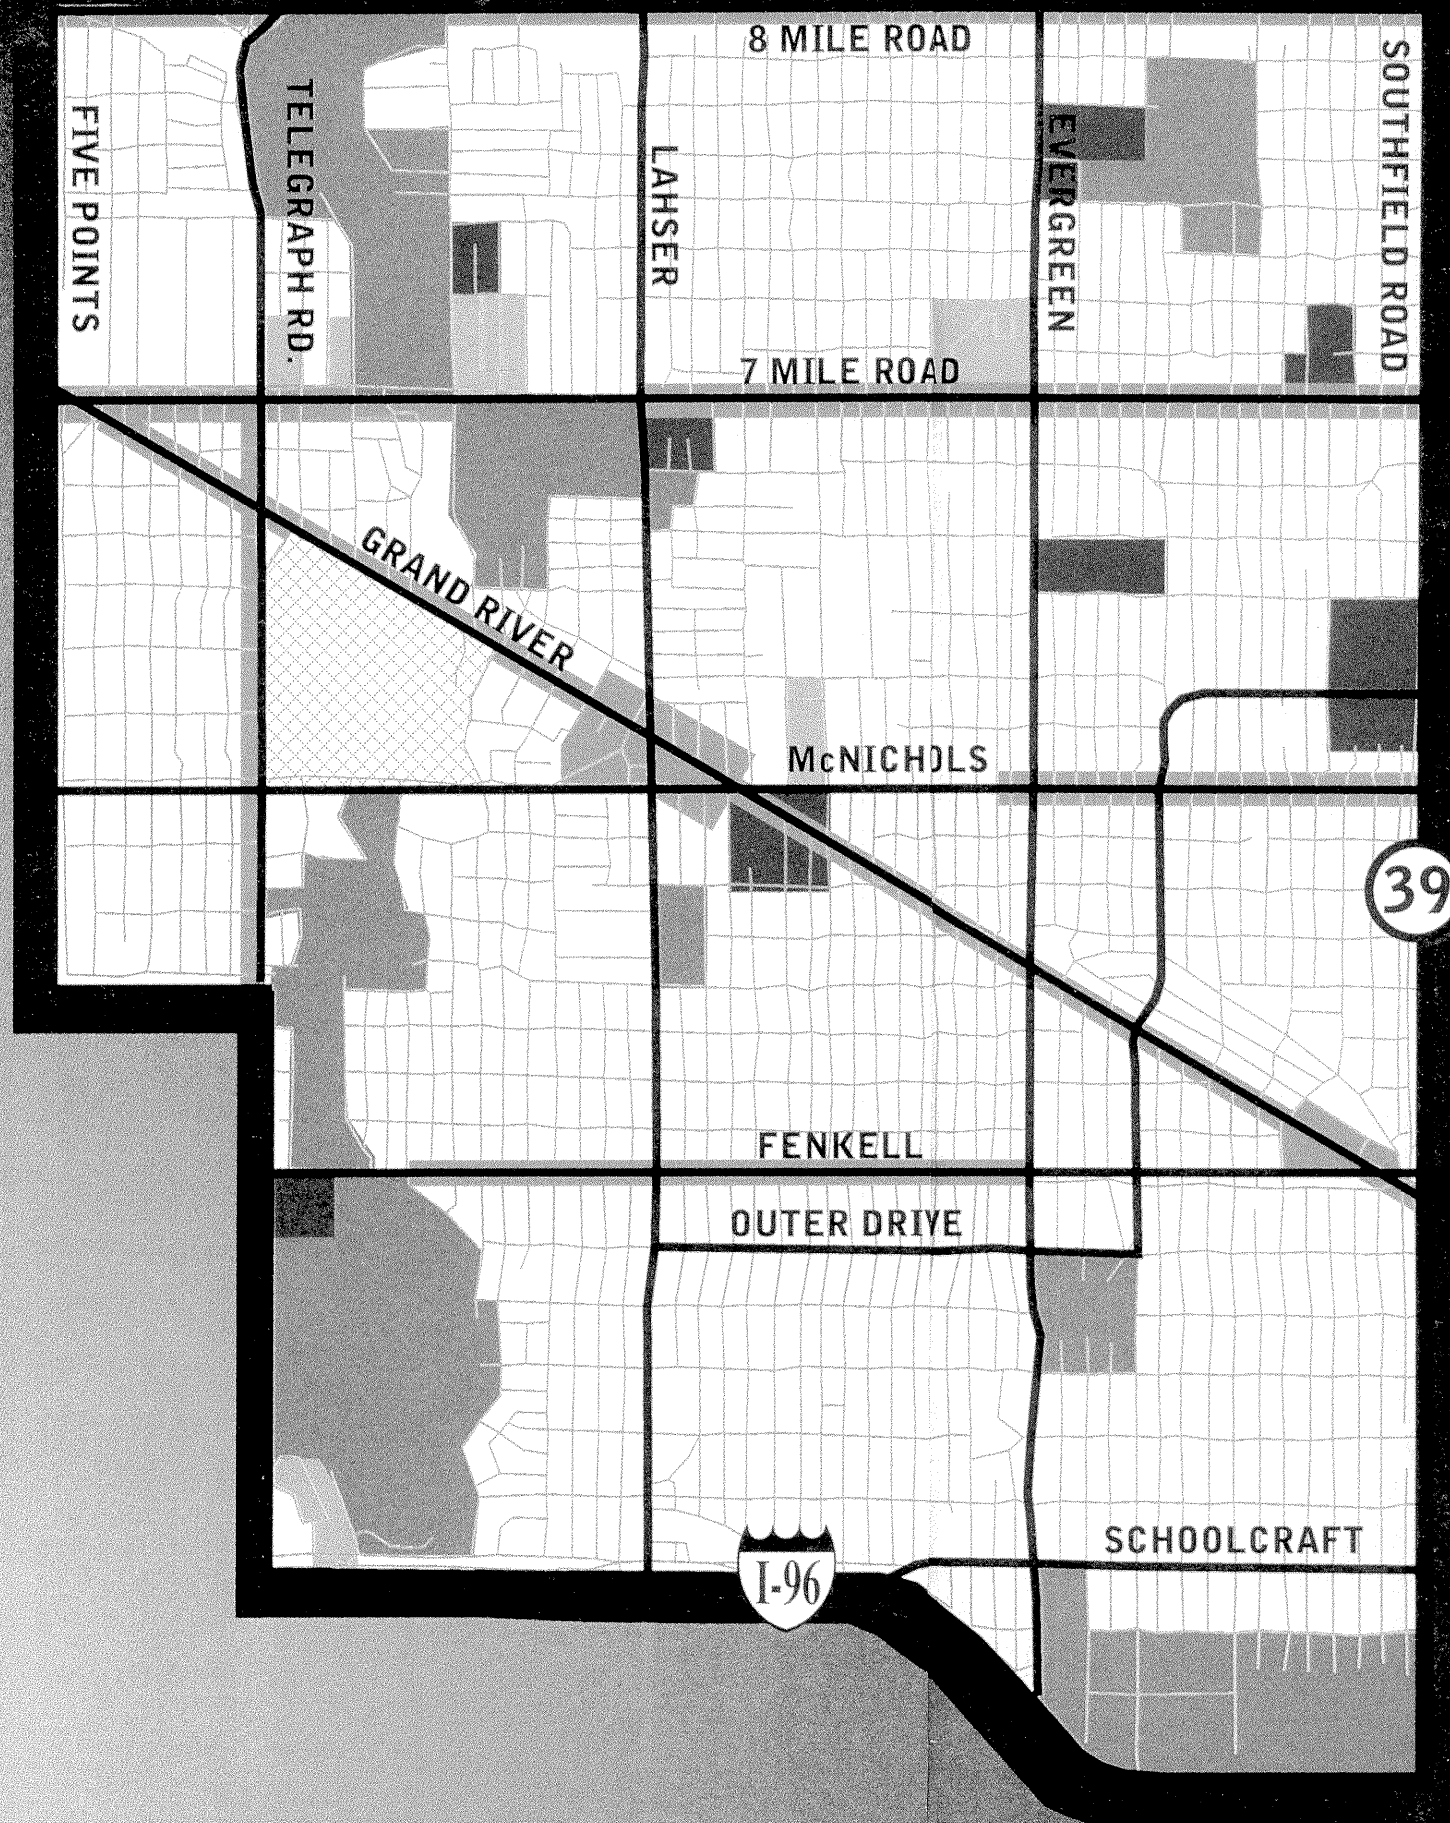 8 MILE ROAD
FIVE POINTS
TELEGRAPH RD.
LAHSER
EVERGREEN
SOUTHFIELD ROAD
7 MILE ROAD
GRAND RIVER
McNICHOLS
39
FENKELL
OUTER DRIVE
SCHOOLCRAFT
I-96